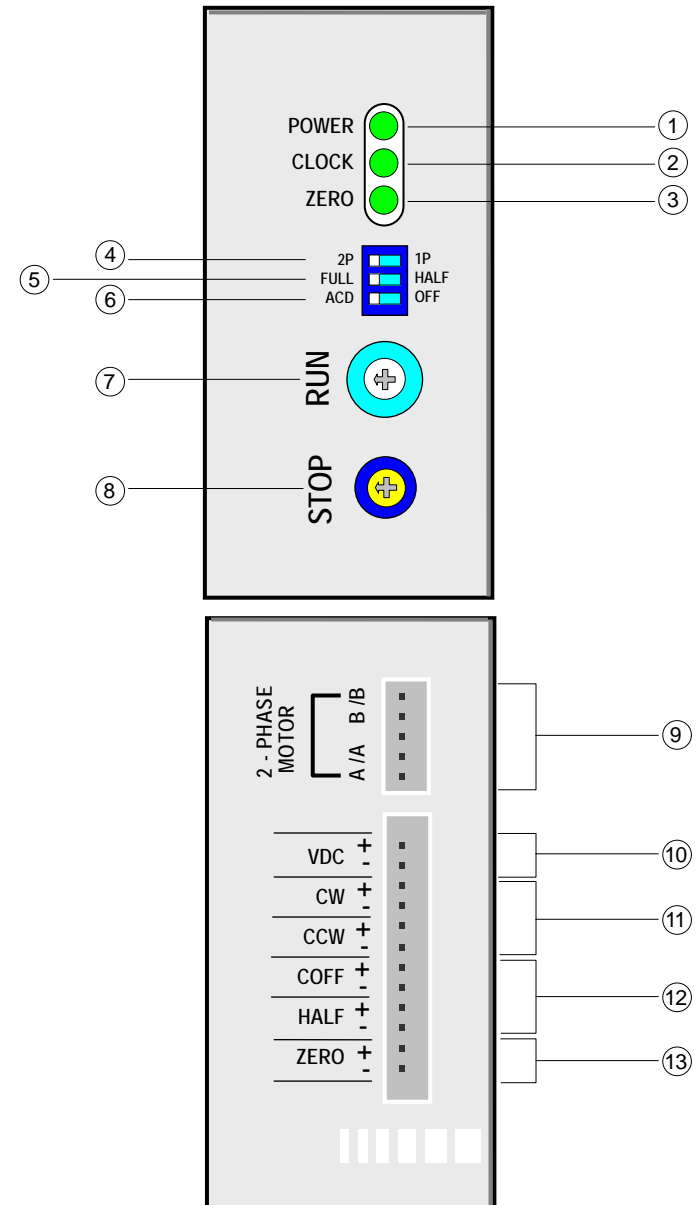 POWER ①
CLOCK ②
ZERO ③
④ 2P 1P
⑤ FULL HALF
⑥ ACD OFF
⑦ RUN
⑧ STOP
2 - PHASE
MOTOR
A /A B /B
⑨
VDC + - ⑩
CW + - ⑪
CCW + -
COFF + - ⑫
HALF + -
ZERO + - ⑬